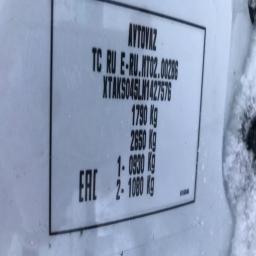 AVTOVAZ
TC RU E-RU.MT02.00286
XTAKS045LM1427576
1790 Kg
2650 Kg
1- 0930 Kg
EAC 2- 1080 Kg